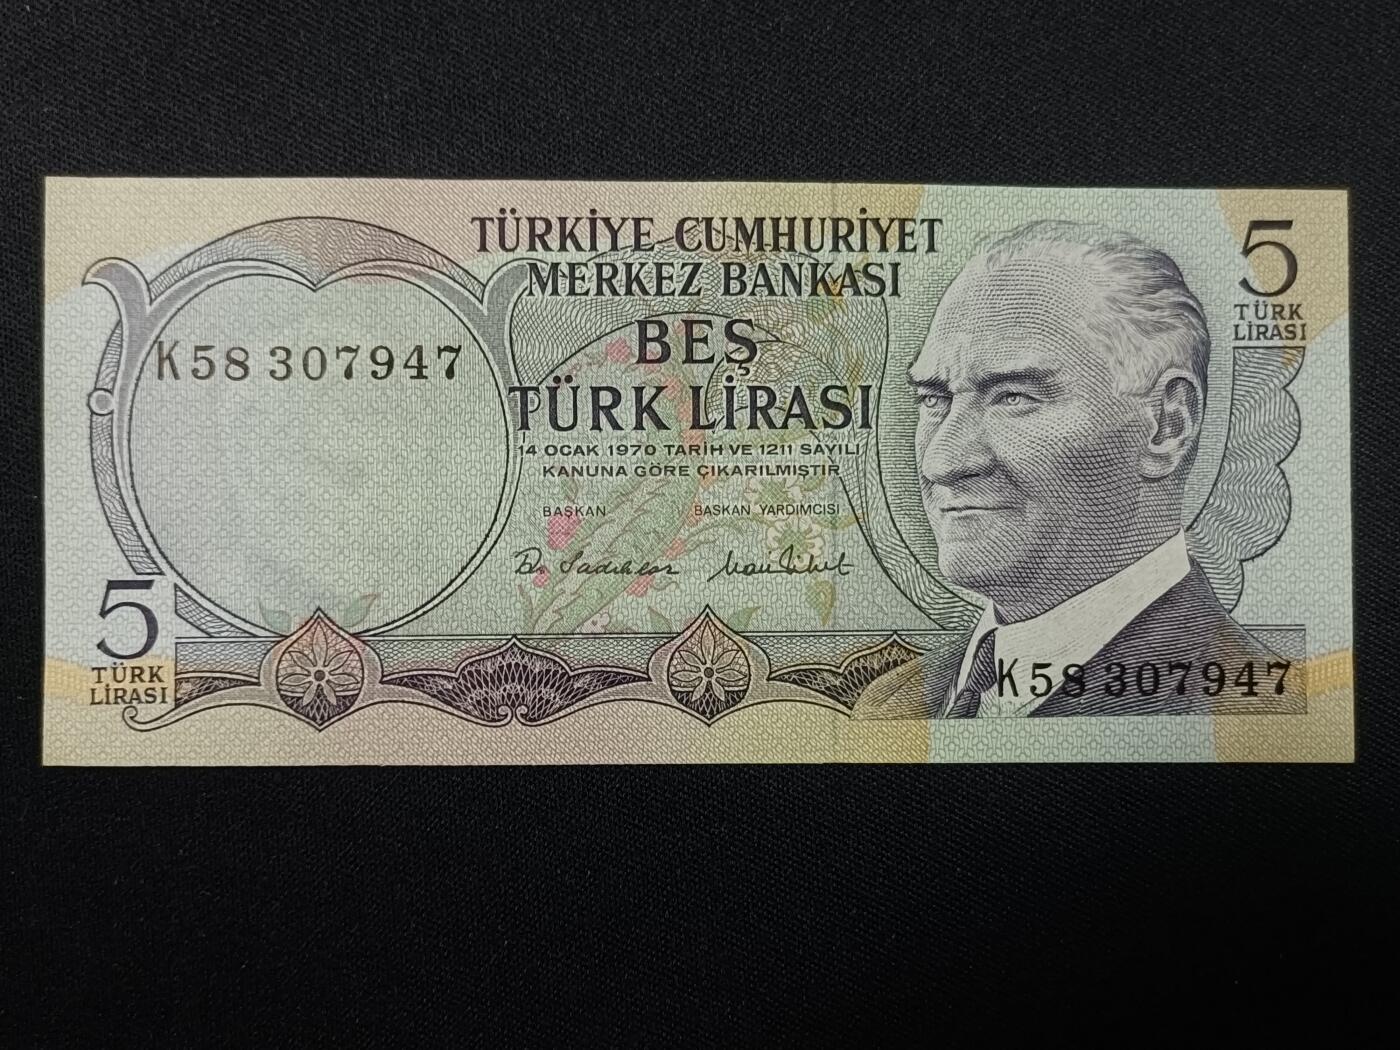 TÜRKİYE CUMHURİYET
MERKEZ BANKASI
5
TÜRK
LİRASI
K58 307947
BEŞ
TÜRK LİRASI
14 OCAK 1970 TARİH VE 1211 SAYILI
KANUNA GÖRE ÇIKARILMIŞTIR
BAŞKAN
BAŞKAN YARDIMCISI
5
TÜRK
LİRASI
K58 307947